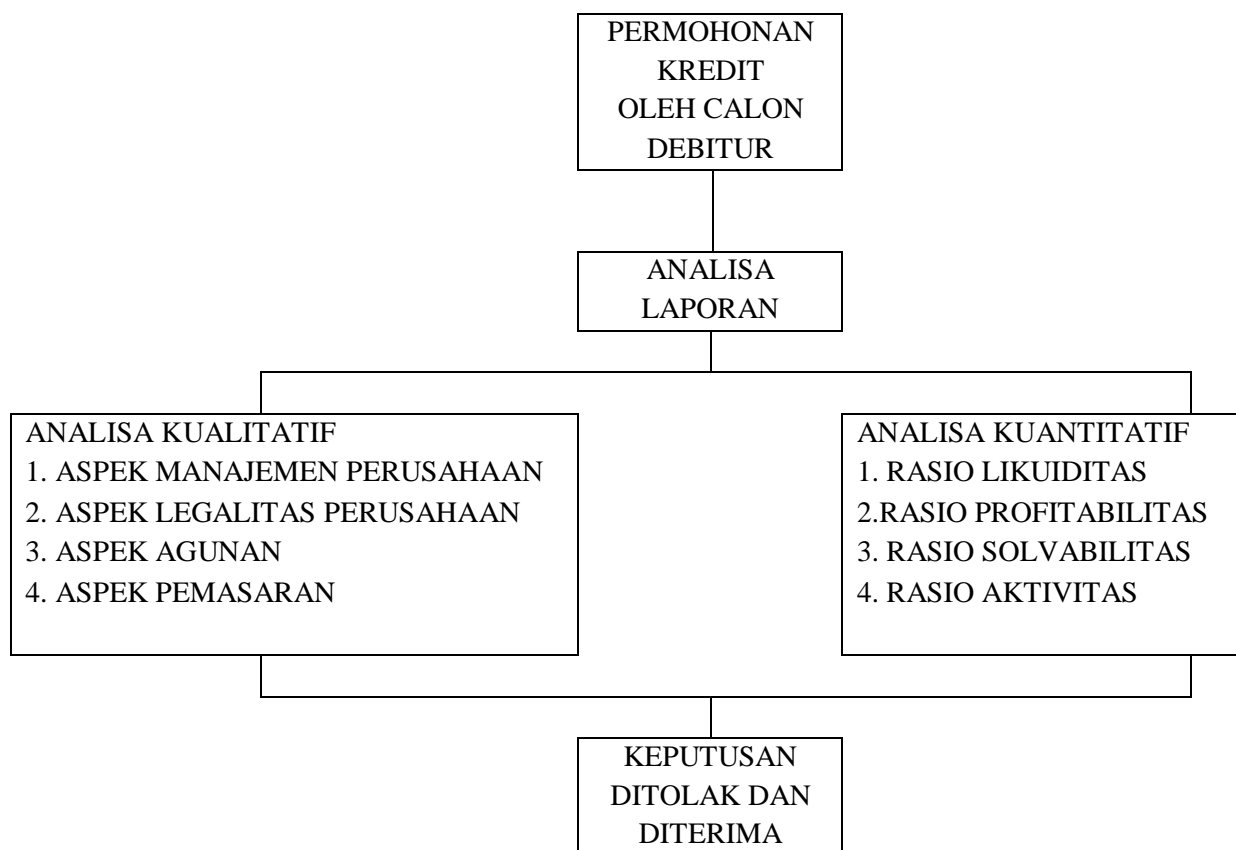 PERMOHONAN
KREDIT
OLEH CALON
DEBITUR
ANALISA
LAPORAN
ANALISA KUALITATIF
1. ASPEK MANAJEMEN PERUSAHAAN
2. ASPEK LEGALITAS PERUSAHAAN
3. ASPEK AGUNAN
4. ASPEK PEMASARAN
ANALISA KUANTITATIF
1. RASIO LIKUIDITAS
2.RASIO PROFITABILITAS
3. RASIO SOLVABILITAS
4. RASIO AKTIVITAS
KEPUTUSAN
DITOLAK DAN
DITERIMA